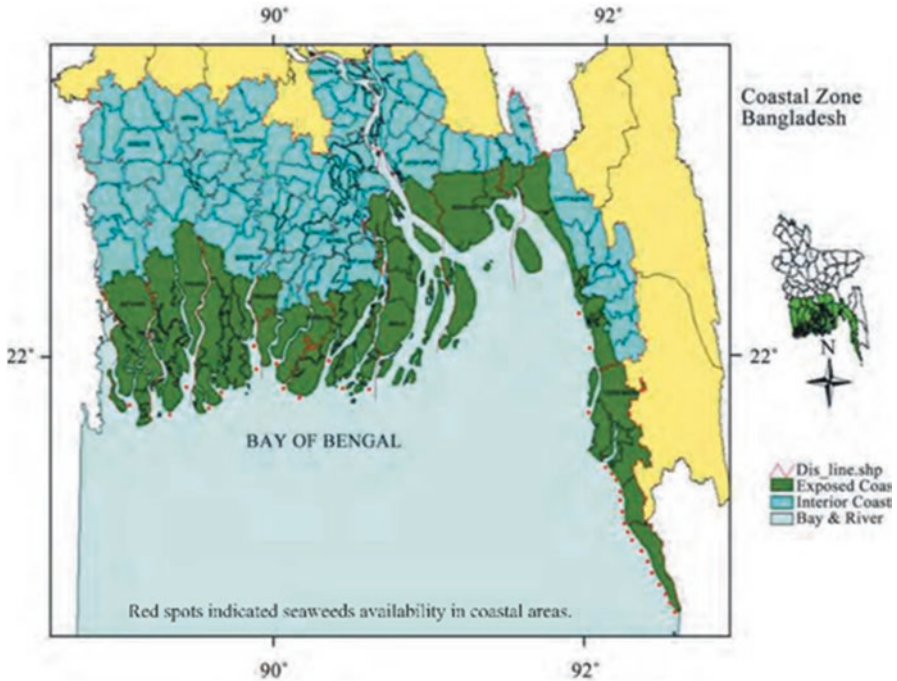 90°
92°
Coastal Zone
Bangladesh
22°
22°
N
BAY OF BENGAL
Dis_line.shp
Exposed Coas
Interior Coast
Bay & River
Red spots indicated seaweeds availability in coastal areas.
90°
92°